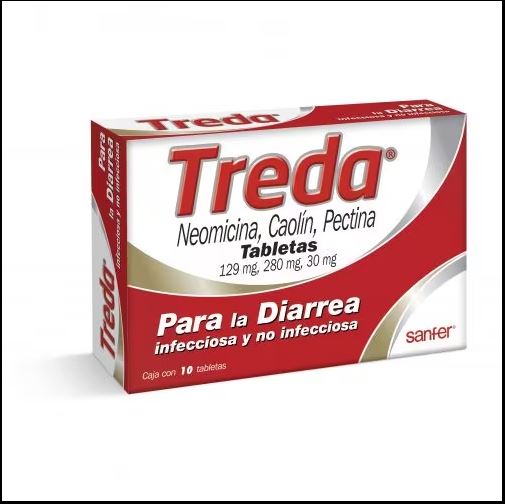 Treda
Para la Diarrea
infecciosa y no infecciosa
Para
la Diarrea
infecciosa y no infecciosa
Treda®
Treda®
Neomicina, Caolín, Pectina
Tabletas
129 mg, 280 mg, 30 mg
Para la Diarrea
infecciosa y no infecciosa
sanfer®
Caja con 10 tabletas